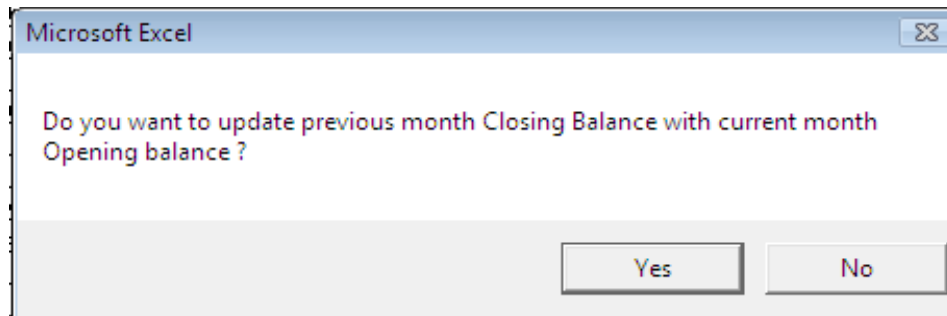 Microsoft Excel
Do you want to update previous month Closing Balance with current month
Opening balance ?
Yes
No